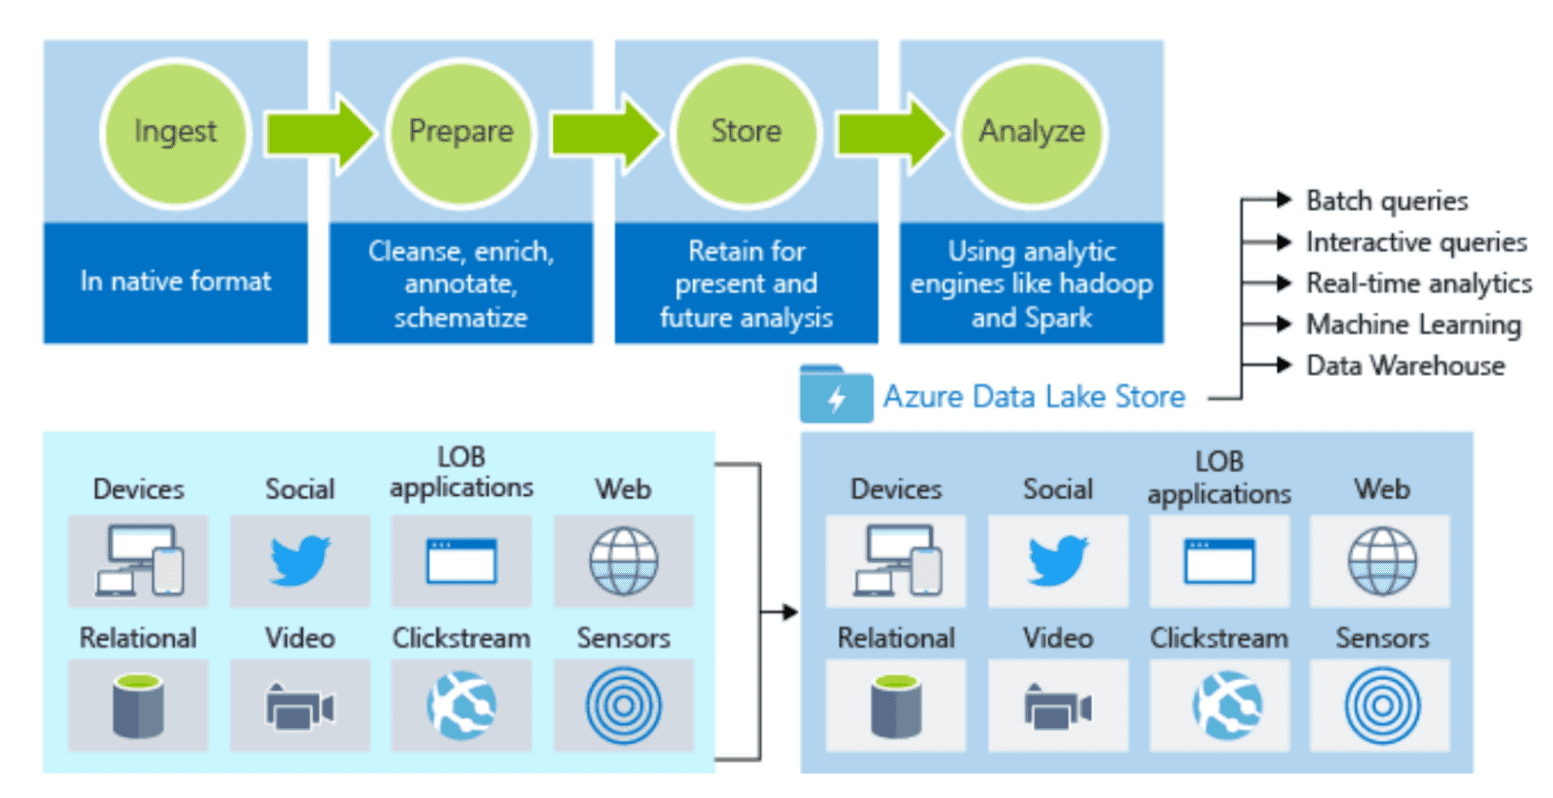 Ingest
Prepare
Store
Analyze
In native format
Cleanse, enrich,
annotate,
schematize
Retain for
present and
future analysis
Using analytic
engines like hadoop
and Spark
Batch queries
Interactive queries
Real-time analytics
Machine Learning
Data Warehouse
Azure Data Lake Store
Devices
Social
LOB
applications
Web
Relational
Video
Clickstream
Sensors
Devices
Social
LOB
applications
Web
Relational
Video
Clickstream
Sensors